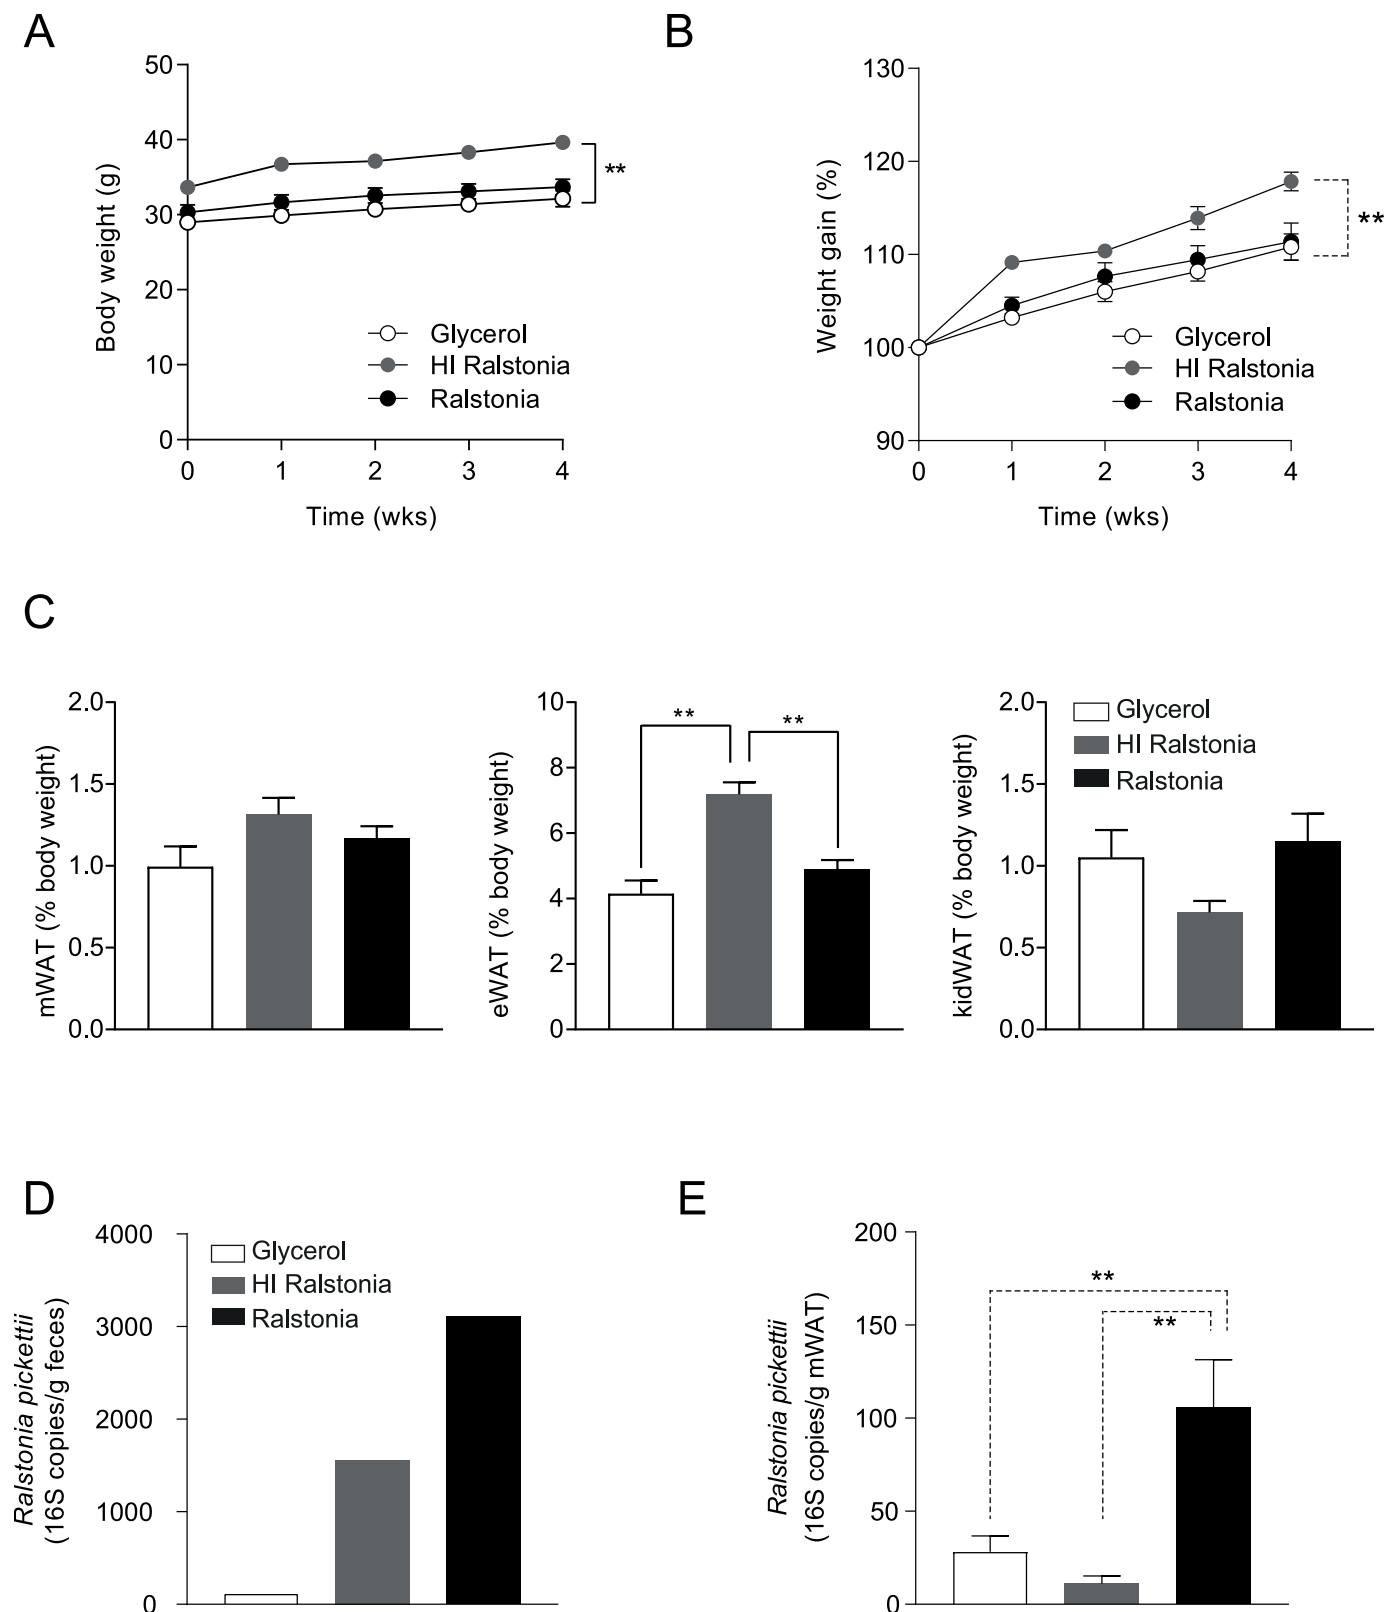 A
50
40
30
20
10
0
Body weight (g)
**
Glycerol
HI Ralstonia
Ralstonia
0 1 2 3 4
Time (wks)
B
130
120
110
100
90
Weight gain (%)
**
Glycerol
HI Ralstonia
Ralstonia
0 1 2 3 4
Time (wks)
C
2.0
1.5
1.0
0.5
0.0
mWAT (% body weight)
10
8
6
4
2
0
eWAT (% body weight)
** **
2.0
1.5
1.0
0.5
0.0
kidWAT (% body weight)
Glycerol
HI Ralstonia
Ralstonia
D
4000
3000
2000
1000
0
Ralstonia pickettii
(16S copies/g feces)
Glycerol
HI Ralstonia
Ralstonia
E
200
150
100
50
0
Ralstonia pickettii
(16S copies/g mWAT)
**
**